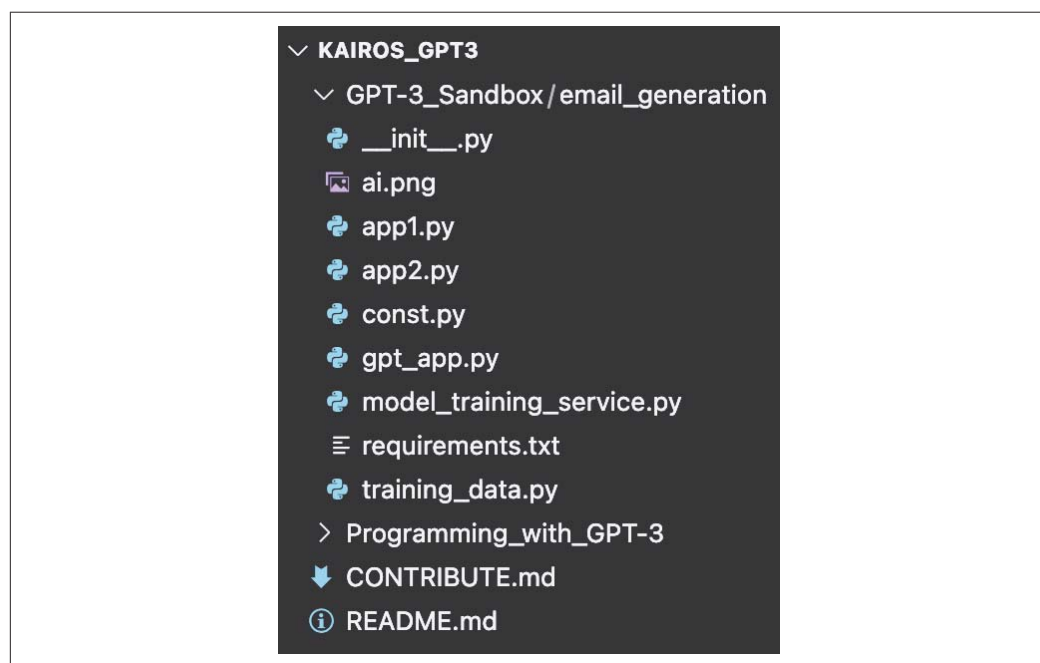 KAIROS_GPT3
GPT-3_Sandbox/email_generation
__init__.py
ai.png
app1.py
app2.py
const.py
gpt_app.py
model_training_service.py
requirements.txt
training_data.py
Programming_with_GPT-3
CONTRIBUTE.md
README.md